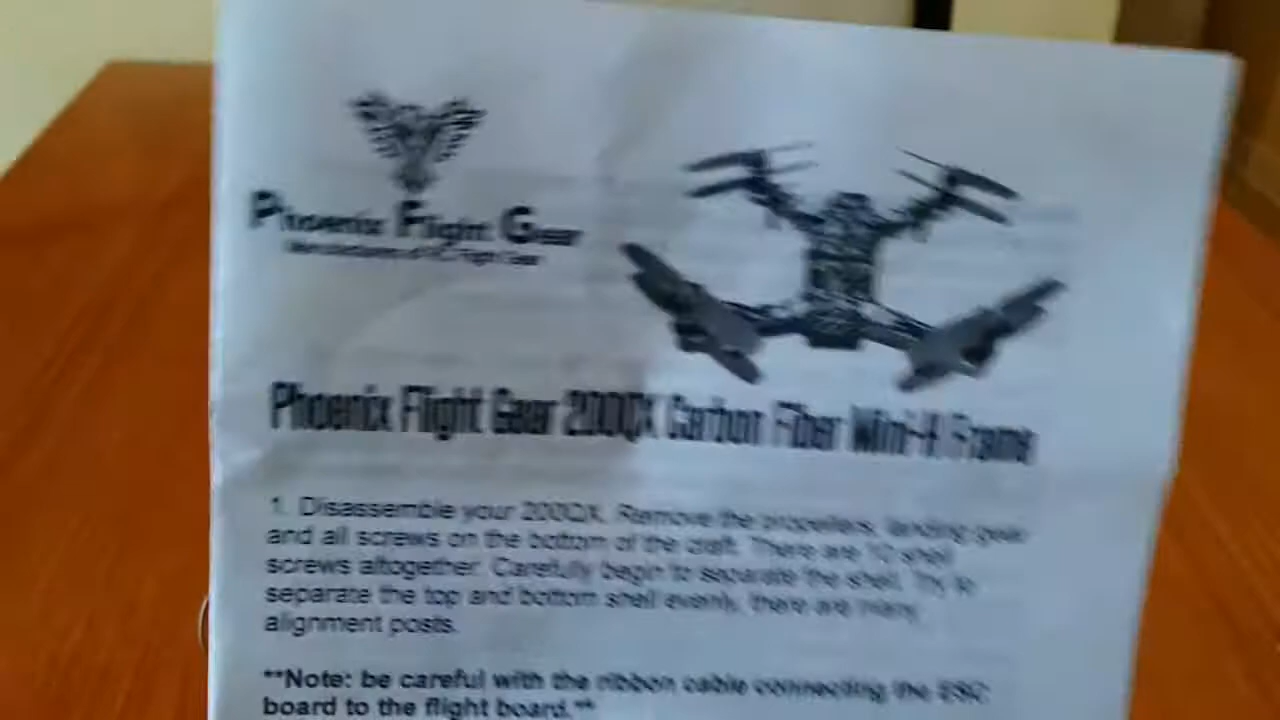 Phoenix Flight Gear
Phoenix Flight Gear 200QX Carbon Fiber Mini-H Frame
1. Disassemble your 200QX. Remove the propellers, landing gear
and all screws on the bottom of the craft. There are 10 shell
screws altogether. Carefully begin to separate the shell. Try to
separate the top and bottom shell evenly, there are many
alignment posts.
**Note: be careful with the ribbon cable connecting the ESC
board to the flight board.**